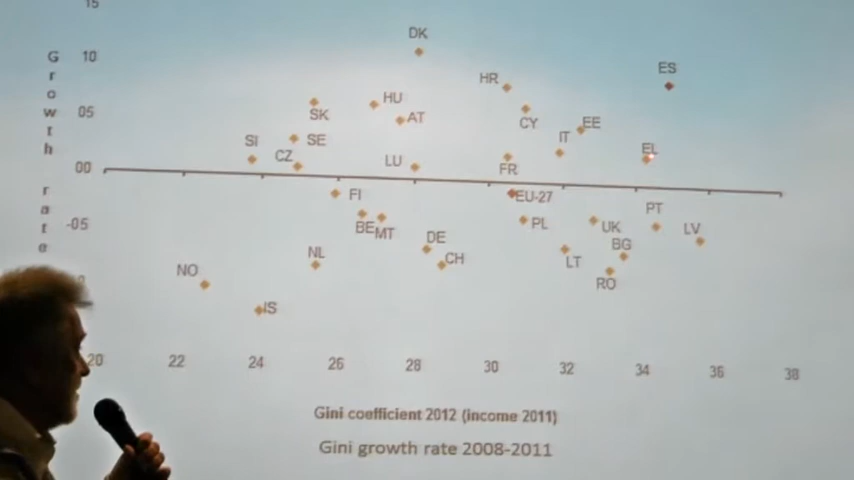 15
Growth rate
10
05
00
-05
DK
ES
HR
HU
SK
AT
CY
EE
IT
SI
SE
CZ
LU
FR
EL
FI
EU-27
BE
MT
PL
UK
PT
LV
DE
CH
NL
LT
BG
RO
NO
IS
20 22 24 26 28 30 32 34 36 38
Gini coefficient 2012 (income 2011)
Gini growth rate 2008-2011